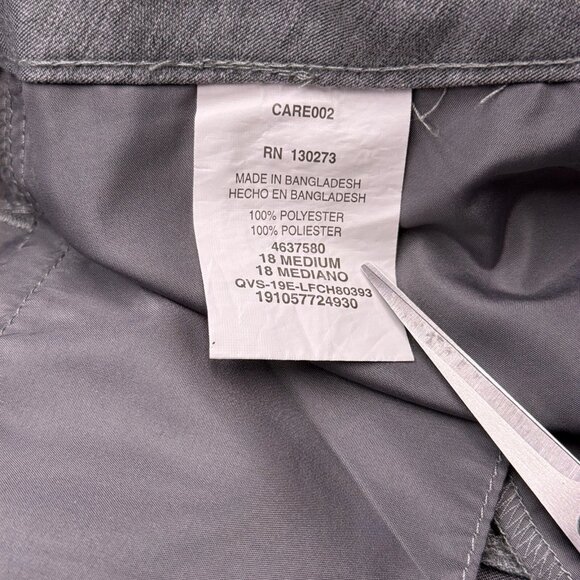 CARE002
RN 130273
MADE IN BANGLADESH
HECHO EN BANGLADESH
100% POLYESTER
100% POLIESTER
4637580
18 MEDIUM
18 MEDIANO
QVS-19E-LFCH80393
191057724930